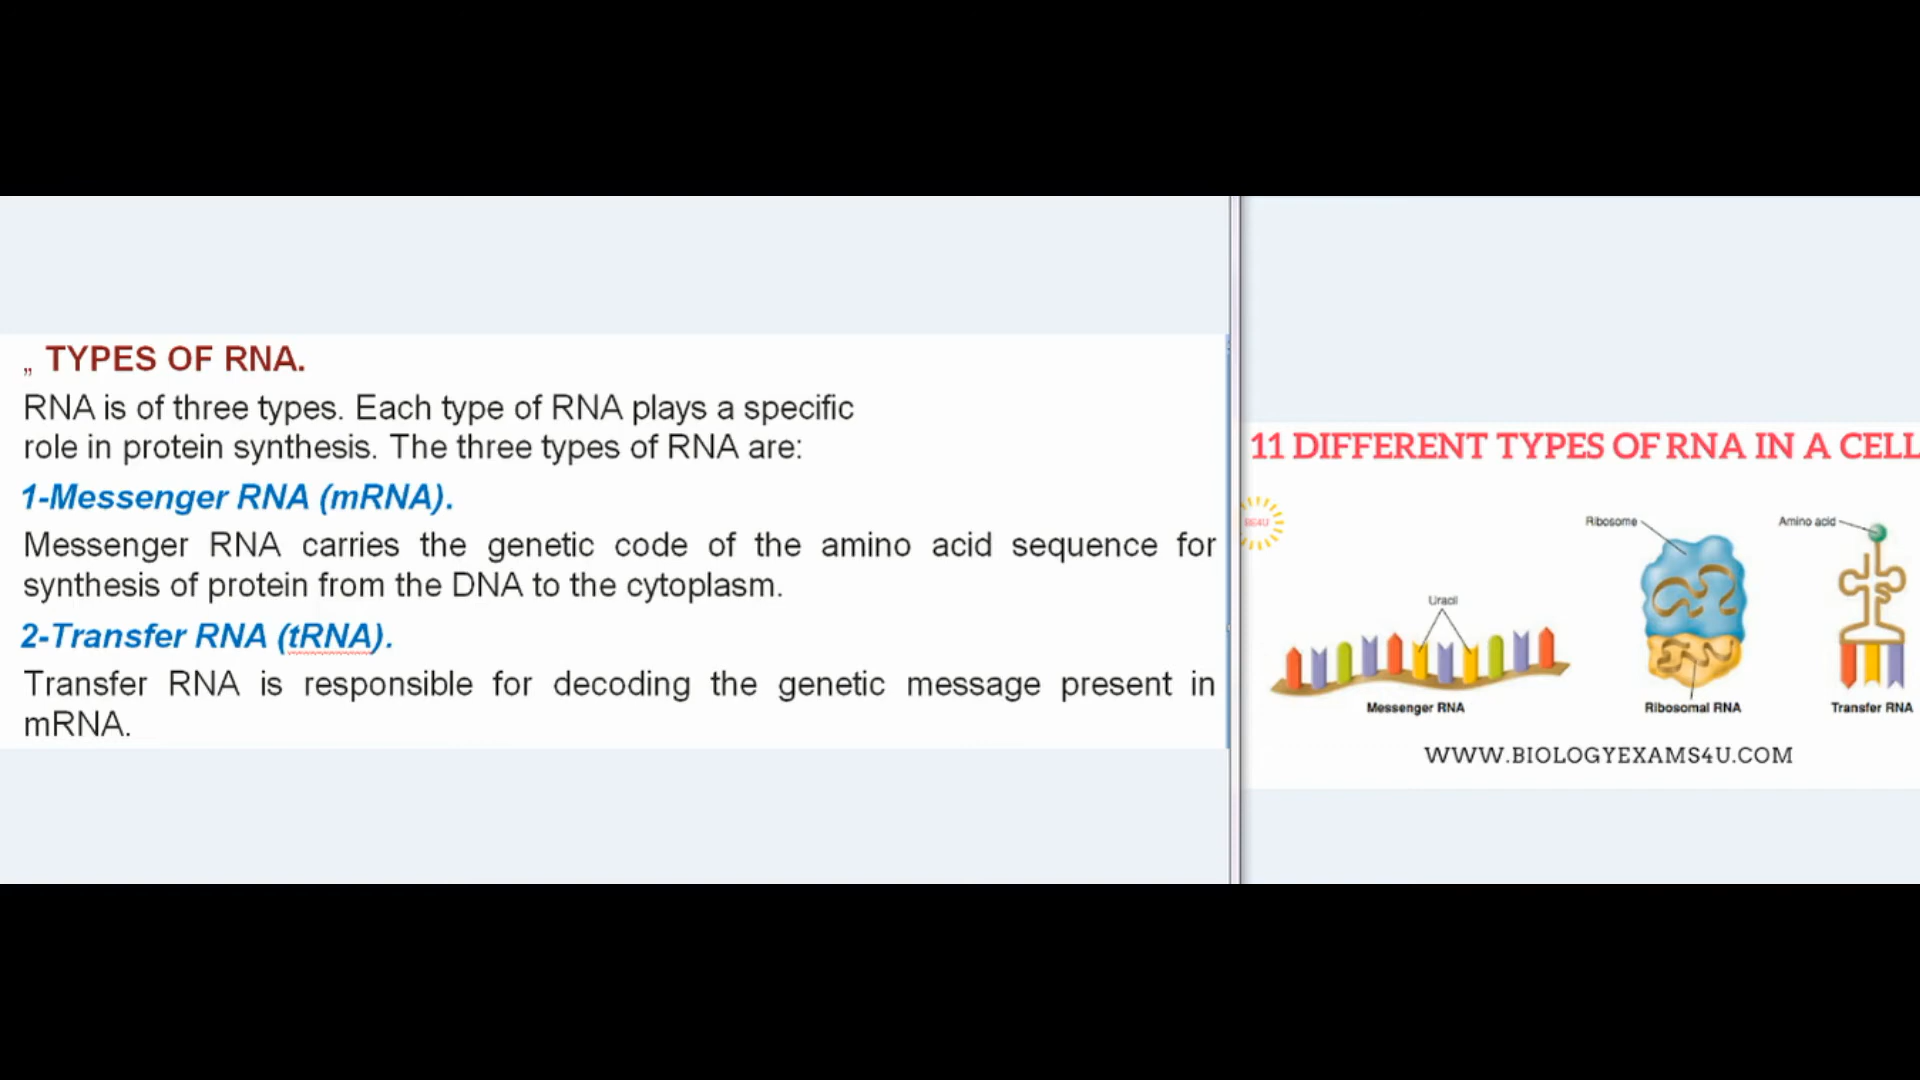 „ TYPES OF RNA.
RNA is of three types. Each type of RNA plays a specific
role in protein synthesis. The three types of RNA are:
1-Messenger RNA (mRNA).
Messenger RNA carries the genetic code of the amino acid sequence for
synthesis of protein from the DNA to the cytoplasm.
2-Transfer RNA (tRNA).
Transfer RNA is responsible for decoding the genetic message present in
mRNA.
11 DIFFERENT TYPES OF RNA IN A CELL
BE4U
Ribosome
Amino acid
Uracil
Messenger RNA
Ribosomal RNA
Transfer RNA
WWW.BIOLOGYEXAMS4U.COM